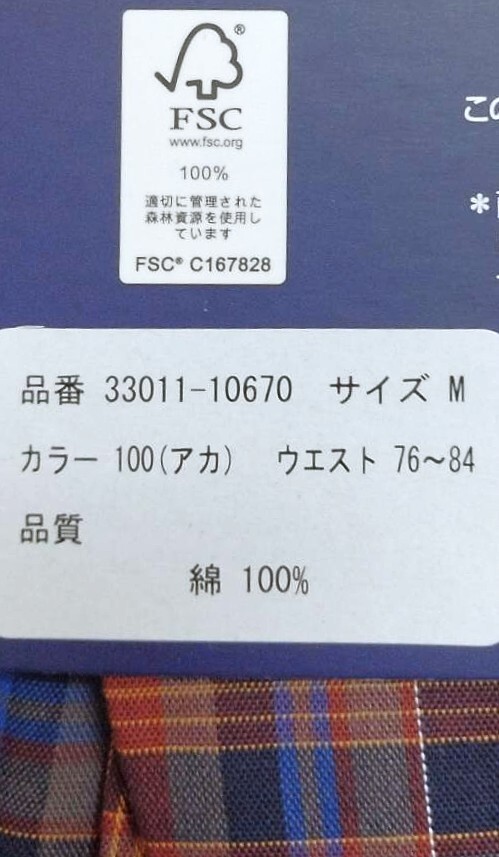 FSC
www.fsc.org
100%
適切に管理された
森林資源を使用し
ています
FSC® C167828
この
*
品番 33011-10670 サイズ M
カラー 100(アカ) ウエスト 76～84
品質
綿 100%